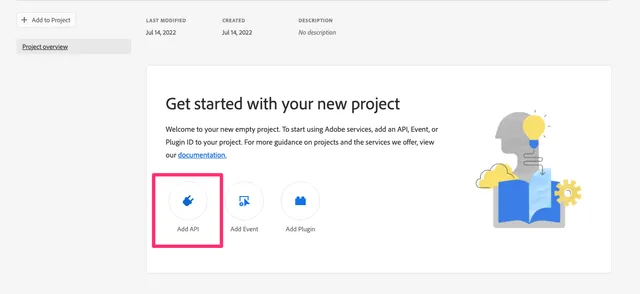 + Add to Project
Project overview
LAST MODIFIED
Jul 14, 2022
CREATED
Jul 14, 2022
DESCRIPTION
No description
Get started with your new project
Welcome to your new empty project. To start using Adobe services, add an API, Event, or
Plugin ID to your project. For more guidance on projects and the services we offer, view
our documentation.
Add API
Add Event
Add Plugin